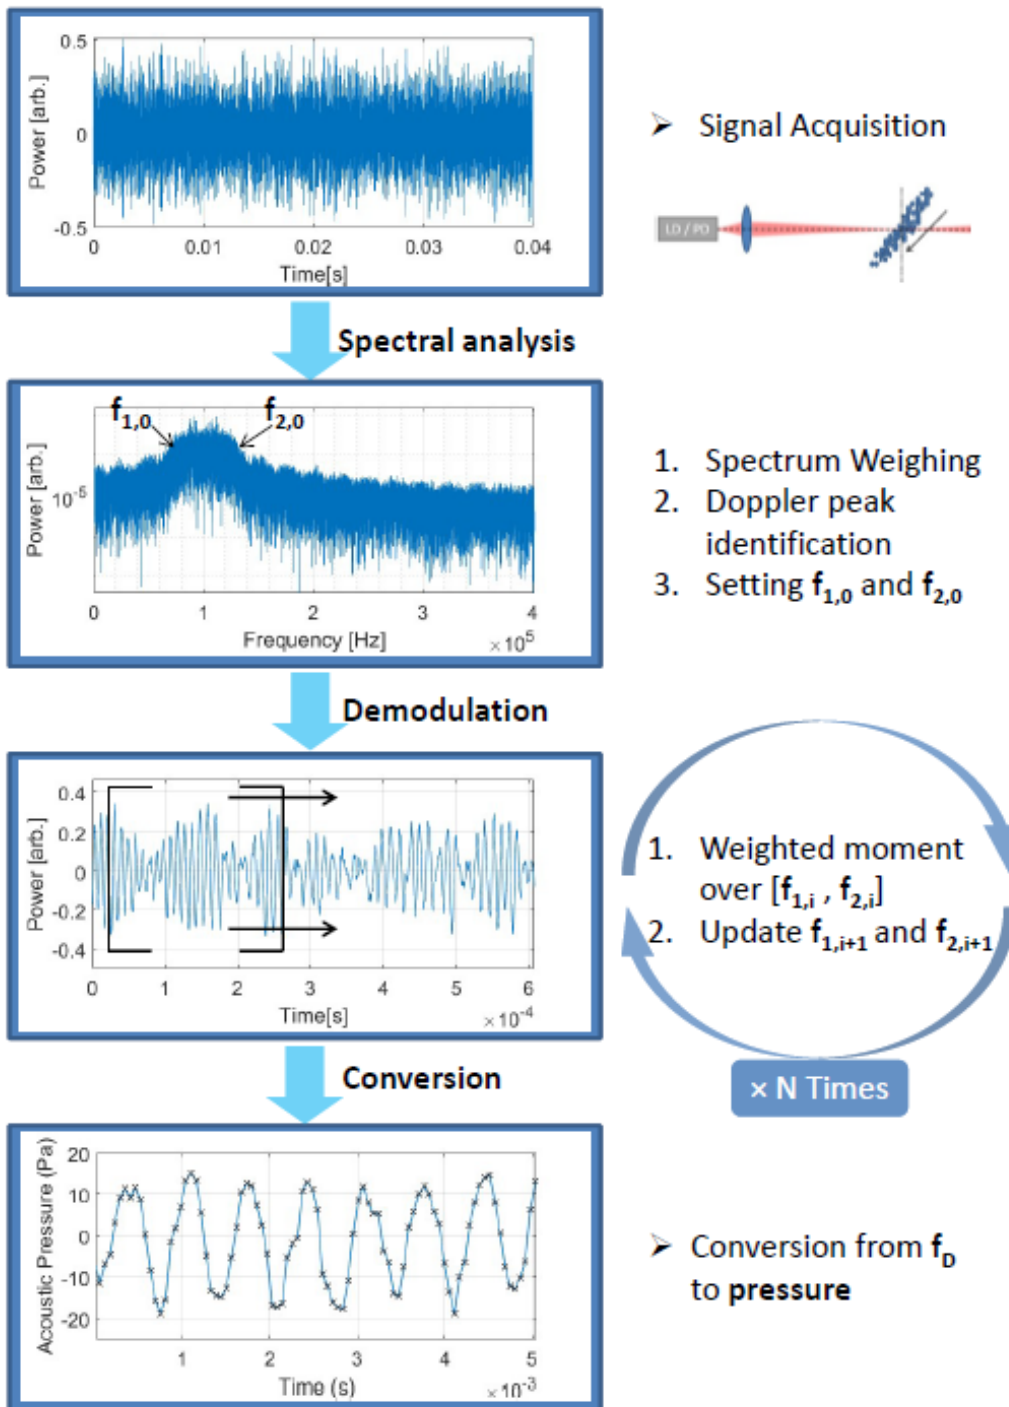 0.5
0
-0.5
Power [arb.]
0 0.01 0.02 0.03 0.04
Time[s]
➢ Signal Acquisition
LD / PD
Spectral analysis
f1,0 f2,0
Power [arb.]
10-5
0 1 2 3 4
Frequency [Hz] × 105
1. Spectrum Weighing
2. Doppler peak
identification
3. Setting f1,0 and f2,0
Demodulation
0.4
0.2
0
-0.2
-0.4
Power [arb.]
0 1 2 3 4 5 6
Time[s] × 10-4
1. Weighted moment
over [f1,i , f2,i]
2. Update f1,i+1 and f2,i+1
× N Times
Conversion
20
10
0
-10
-20
Acoustic Pressure (Pa)
1 2 3 4 5
Time (s) × 10-3
➢ Conversion from fD
to pressure